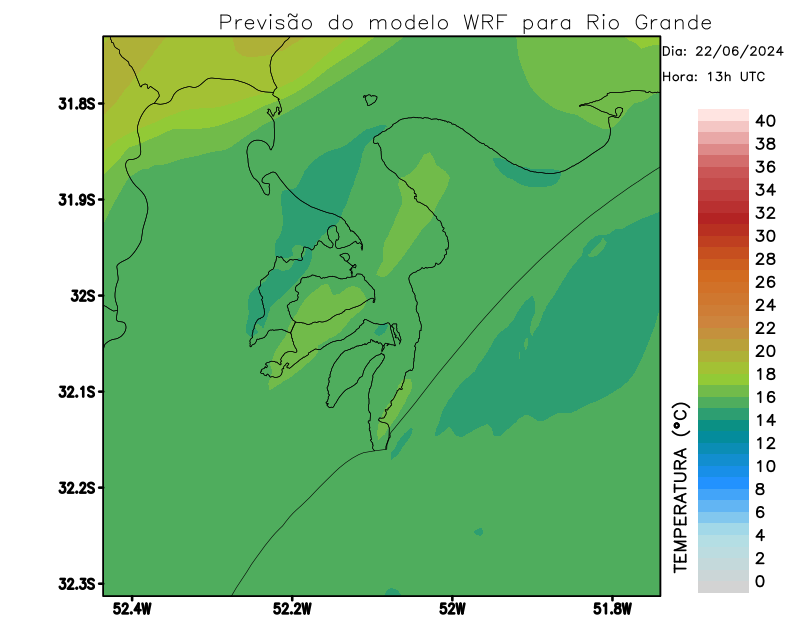 Previsão do modelo WRF para Rio Grande
Dia: 22/06/2024
Hora: 13h UTC
31.8S
31.9S
32S
32.1S
32.2S
32.3S
52.4W
52.2W
52W
51.8W
TEMPERATURA (°C)
40
38
36
34
32
30
28
26
24
22
20
18
16
14
12
10
8
6
4
2
0